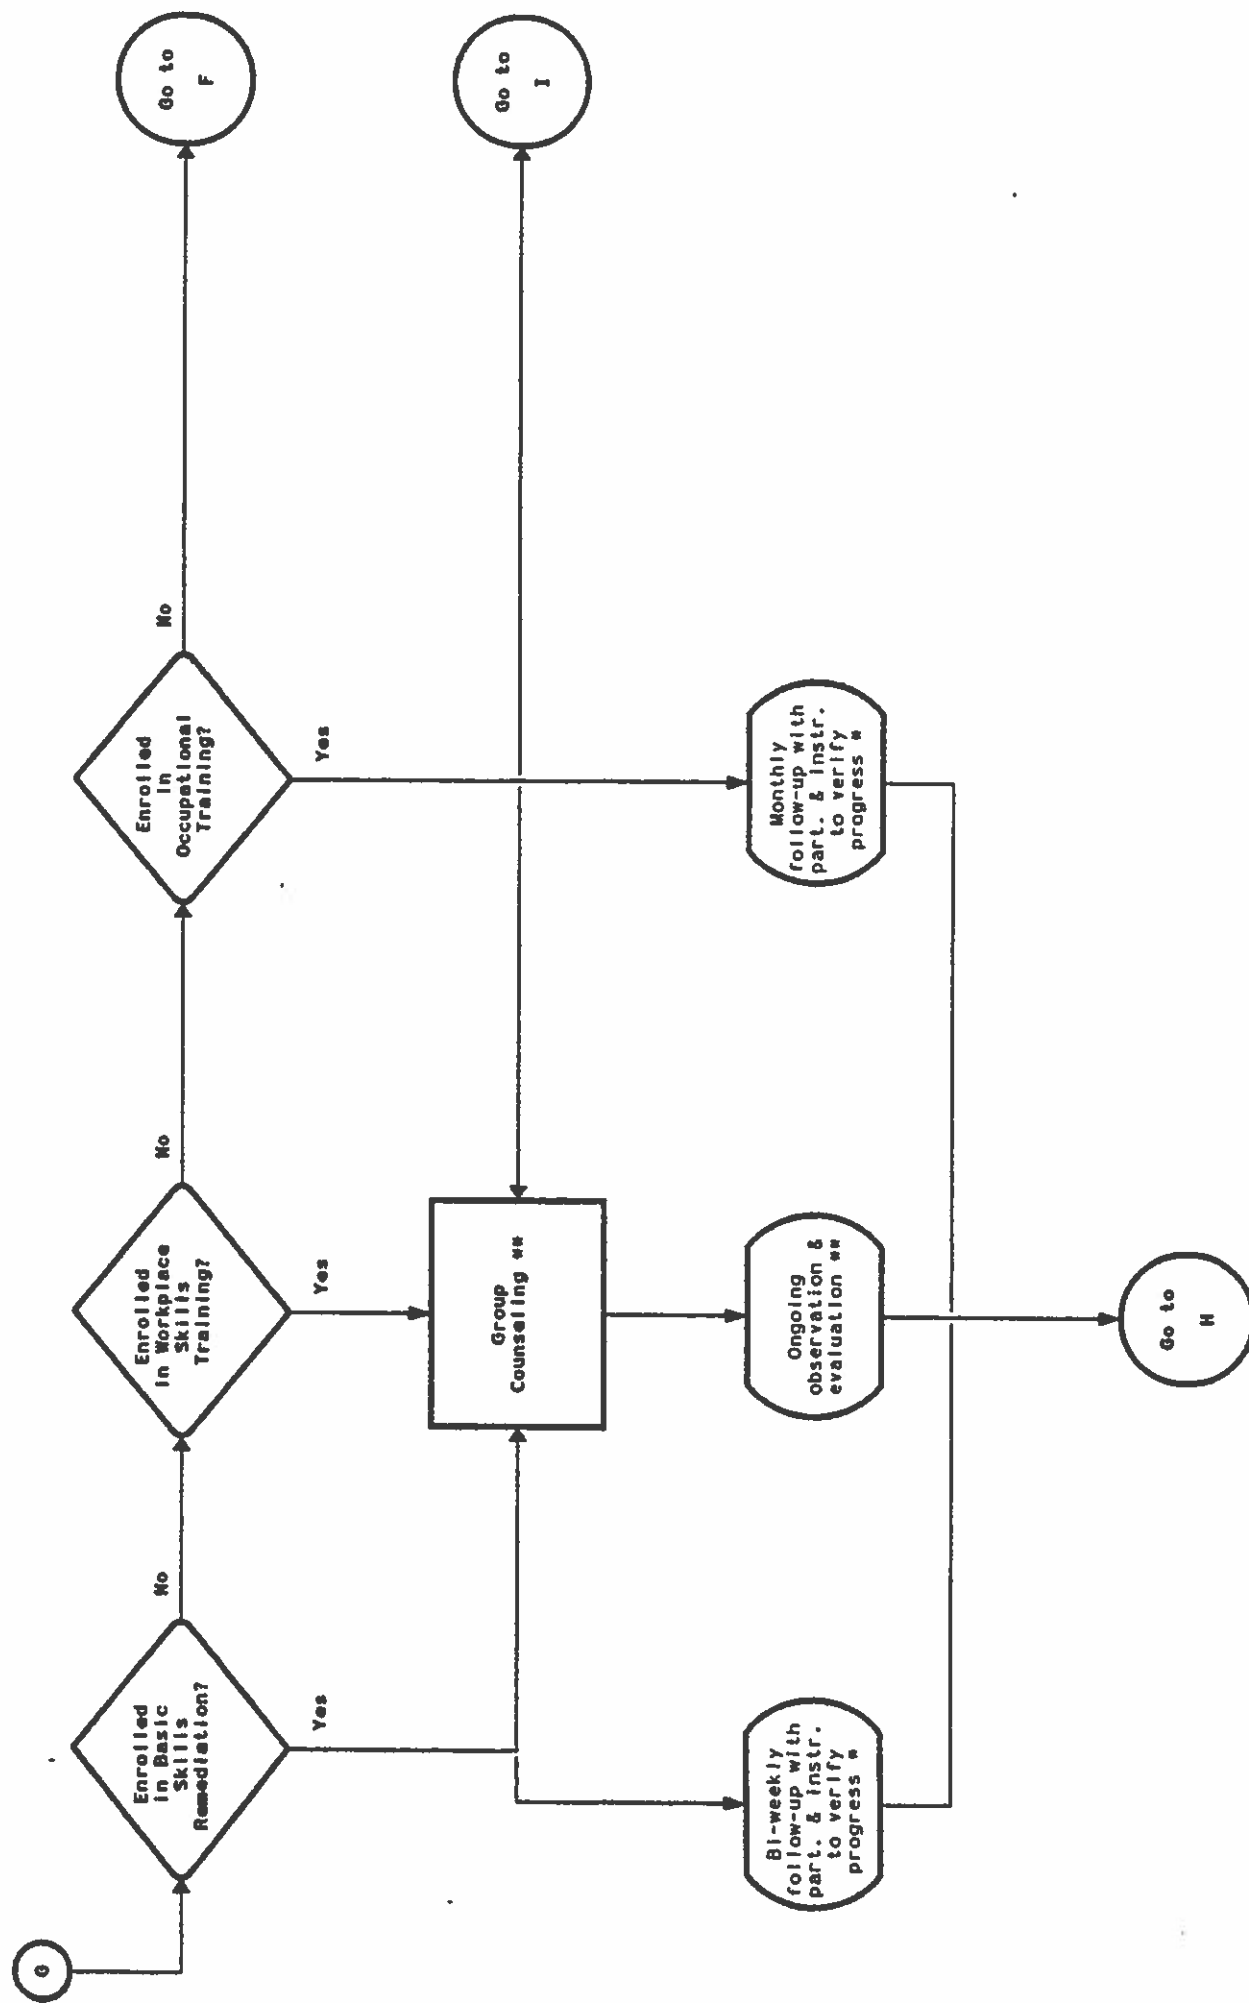 G
Enrolled
in Basic
Skills
Remediation?
No
Yes
Enrolled
in Workplace
Skills
Training?
No
Yes
Enrolled
in
Occupational
Training?
No
Yes
Go to
F
Group
Counseling **
Go to
I
Bi-weekly
follow-up with
part. & instr.
to verify
progress *
Ongoing
observation &
evaluation **
Monthly
follow-up with
part. & instr.
to verify
progress *
Go to
H